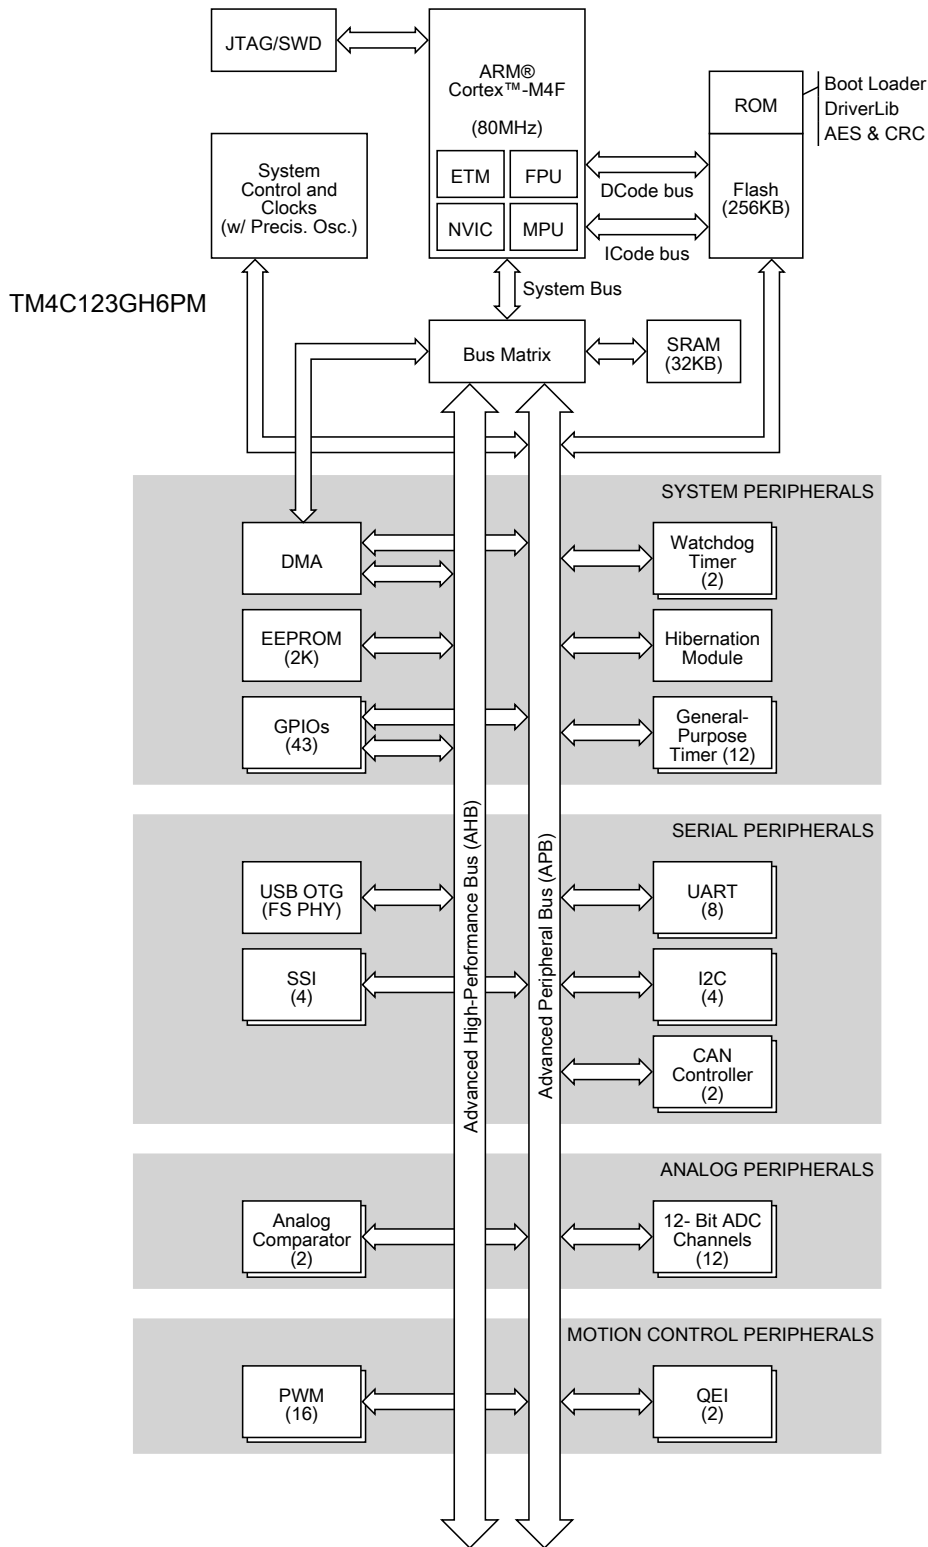 JTAG/SWD
ARM®
Cortex™-M4F
(80MHz)
ETM
FPU
NVIC
MPU
ROM
Boot Loader
DriverLib
AES & CRC
System
Control and
Clocks
(w/ Precis. Osc.)
DCode bus
Flash
(256KB)
ICode bus
TM4C123GH6PM
System Bus
Bus Matrix
SRAM
(32KB)
SYSTEM PERIPHERALS
DMA
Watchdog
Timer
(2)
EEPROM
(2K)
Hibernation
Module
GPIOs
(43)
General-
Purpose
Timer (12)
Advanced High-Performance Bus (AHB)
Advanced Peripheral Bus (APB)
SERIAL PERIPHERALS
USB OTG
(FS PHY)
UART
(8)
SSI
(4)
I2C
(4)
CAN
Controller
(2)
ANALOG PERIPHERALS
Analog
Comparator
(2)
12- Bit ADC
Channels
(12)
MOTION CONTROL PERIPHERALS
PWM
(16)
QEI
(2)